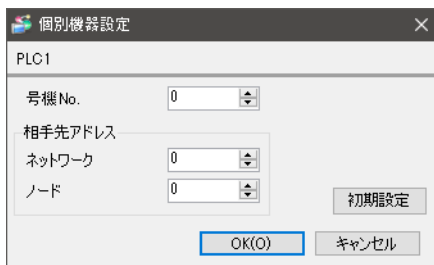 個別機器設定
PLC1
号機No. 0
相手先アドレス
ネットワーク 0
ノード 0
初期設定
OK(O) キャンセル